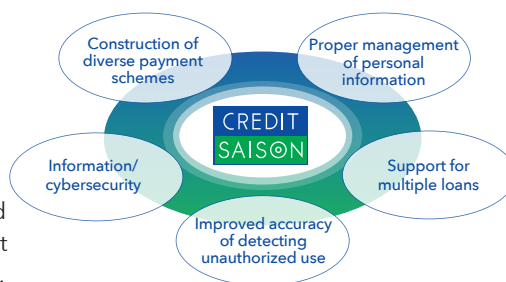 Construction of
diverse payment
schemes
Proper management
of personal
information
CREDIT
SAISON
Information/
cybersecurity
Support for
multiple loans
Improved accuracy
of detecting
unauthorized use
d
t
.